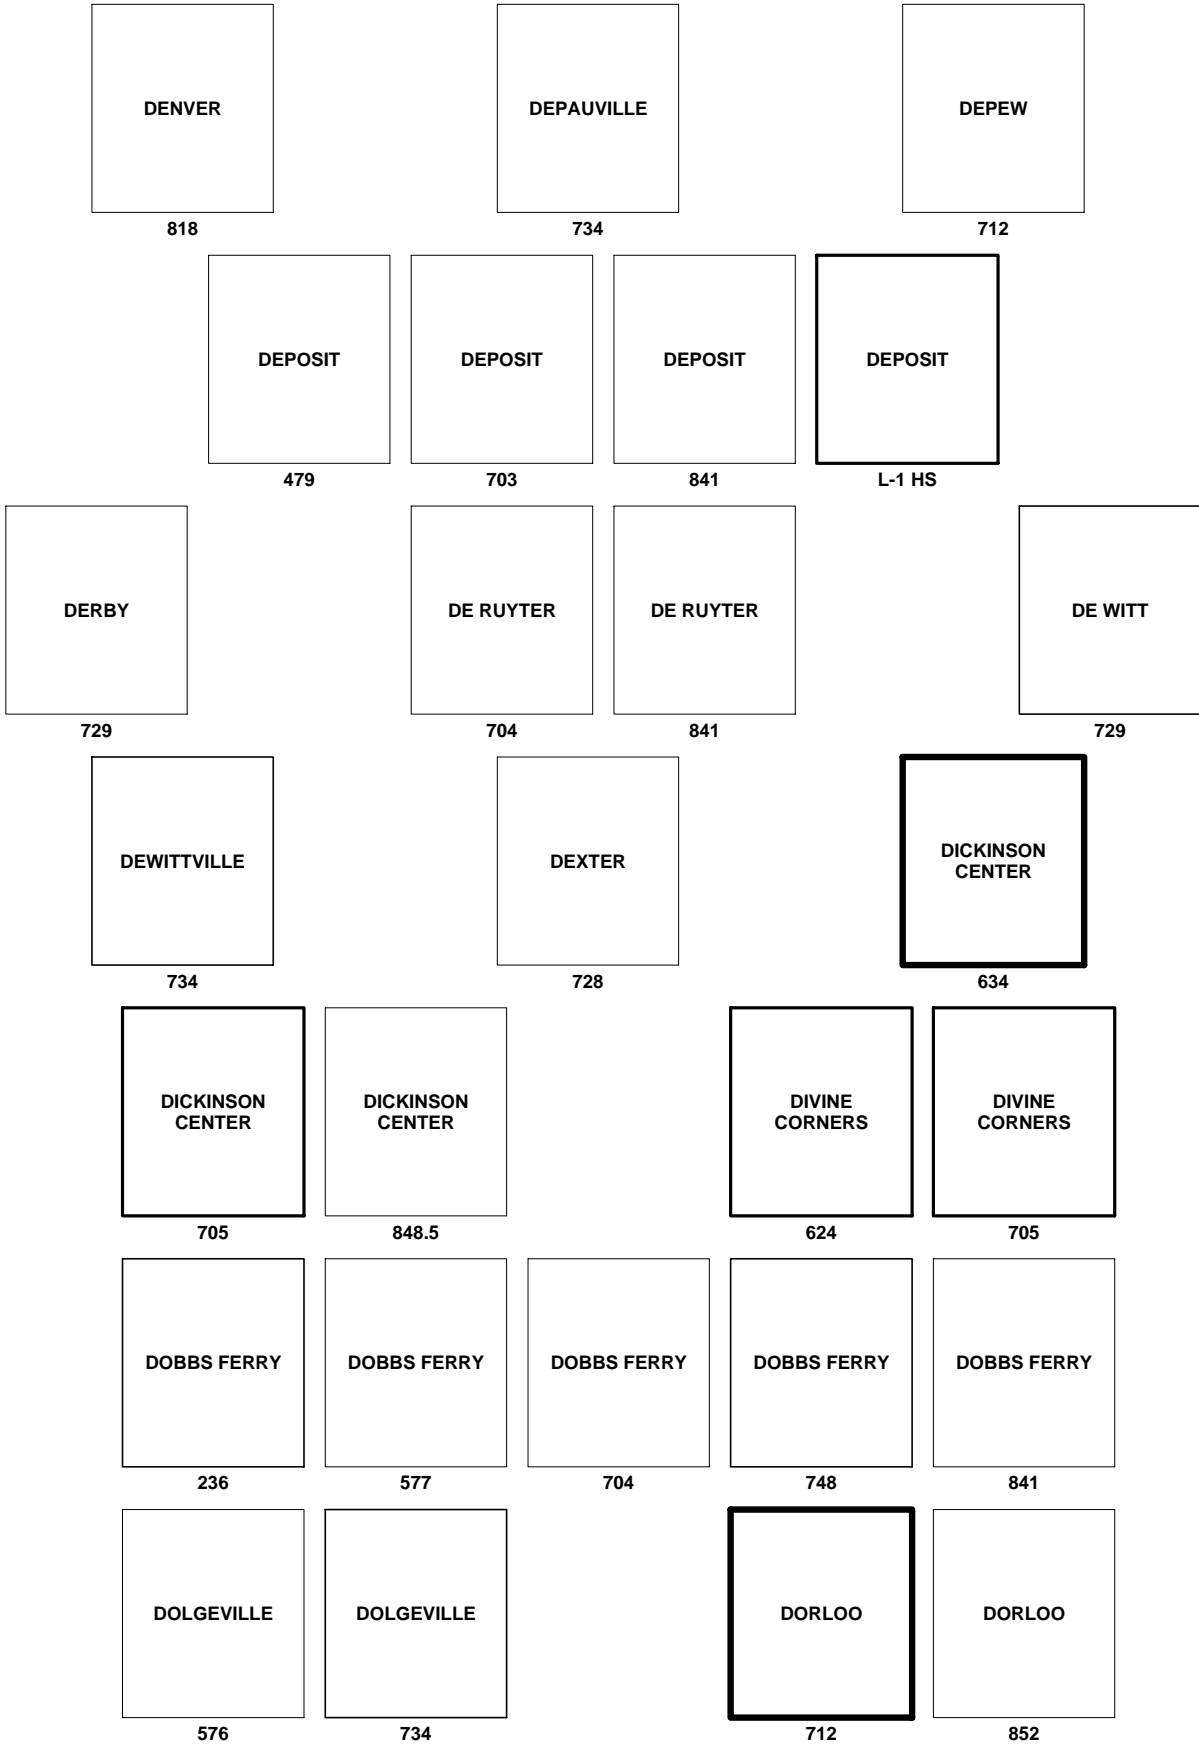 DENVER
DEPAUVILLE
DEPEW
818
734
712
DEPOSIT
DEPOSIT
DEPOSIT
DEPOSIT
479
703
841
L-1 HS
DERBY
DE RUYTER
DE RUYTER
DE WITT
729
704
841
729
DEWITTVILLE
DEXTER
DICKINSON
CENTER
734
728
634
DICKINSON
CENTER
DICKINSON
CENTER
DIVINE
CORNERS
DIVINE
CORNERS
705
848.5
624
705
DOBBS FERRY
DOBBS FERRY
DOBBS FERRY
DOBBS FERRY
DOBBS FERRY
236
577
704
748
841
DOLGEVILLE
DOLGEVILLE
DORLOO
DORLOO
576
734
712
852